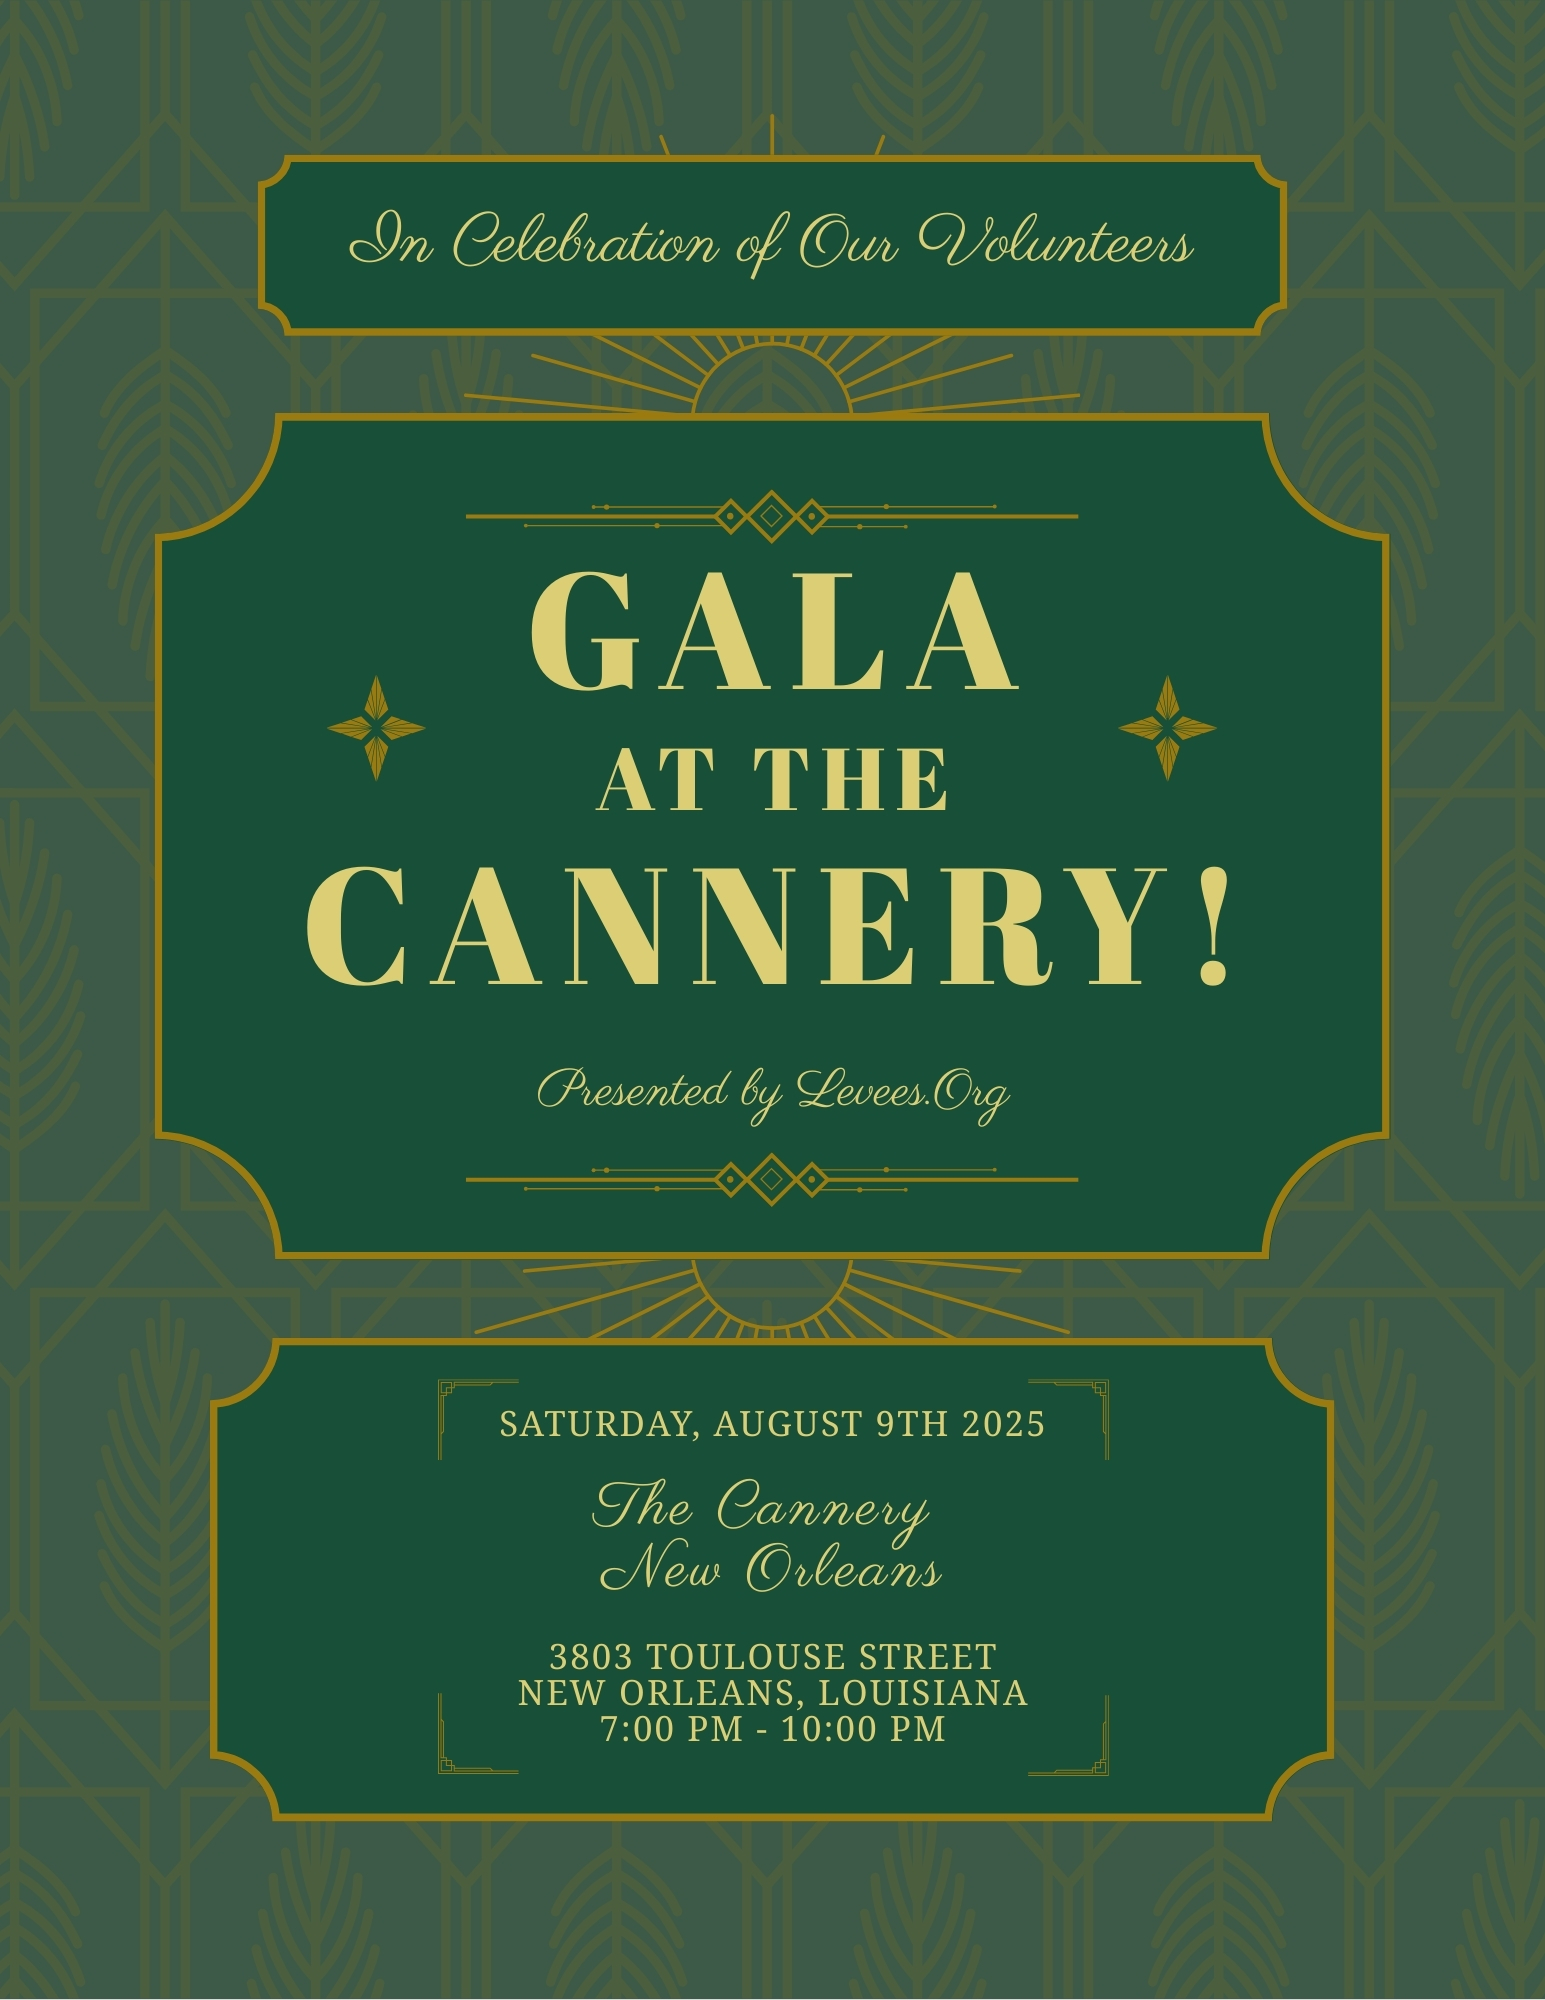 In Celebration of Our Volunteers
GALA
AT THE
CANNERY!
Presented by Levees.Org
SATURDAY, AUGUST 9TH 2025
The Cannery
New Orleans
3803 TOULOUSE STREET
NEW ORLEANS, LOUISIANA
7:00 PM - 10:00 PM